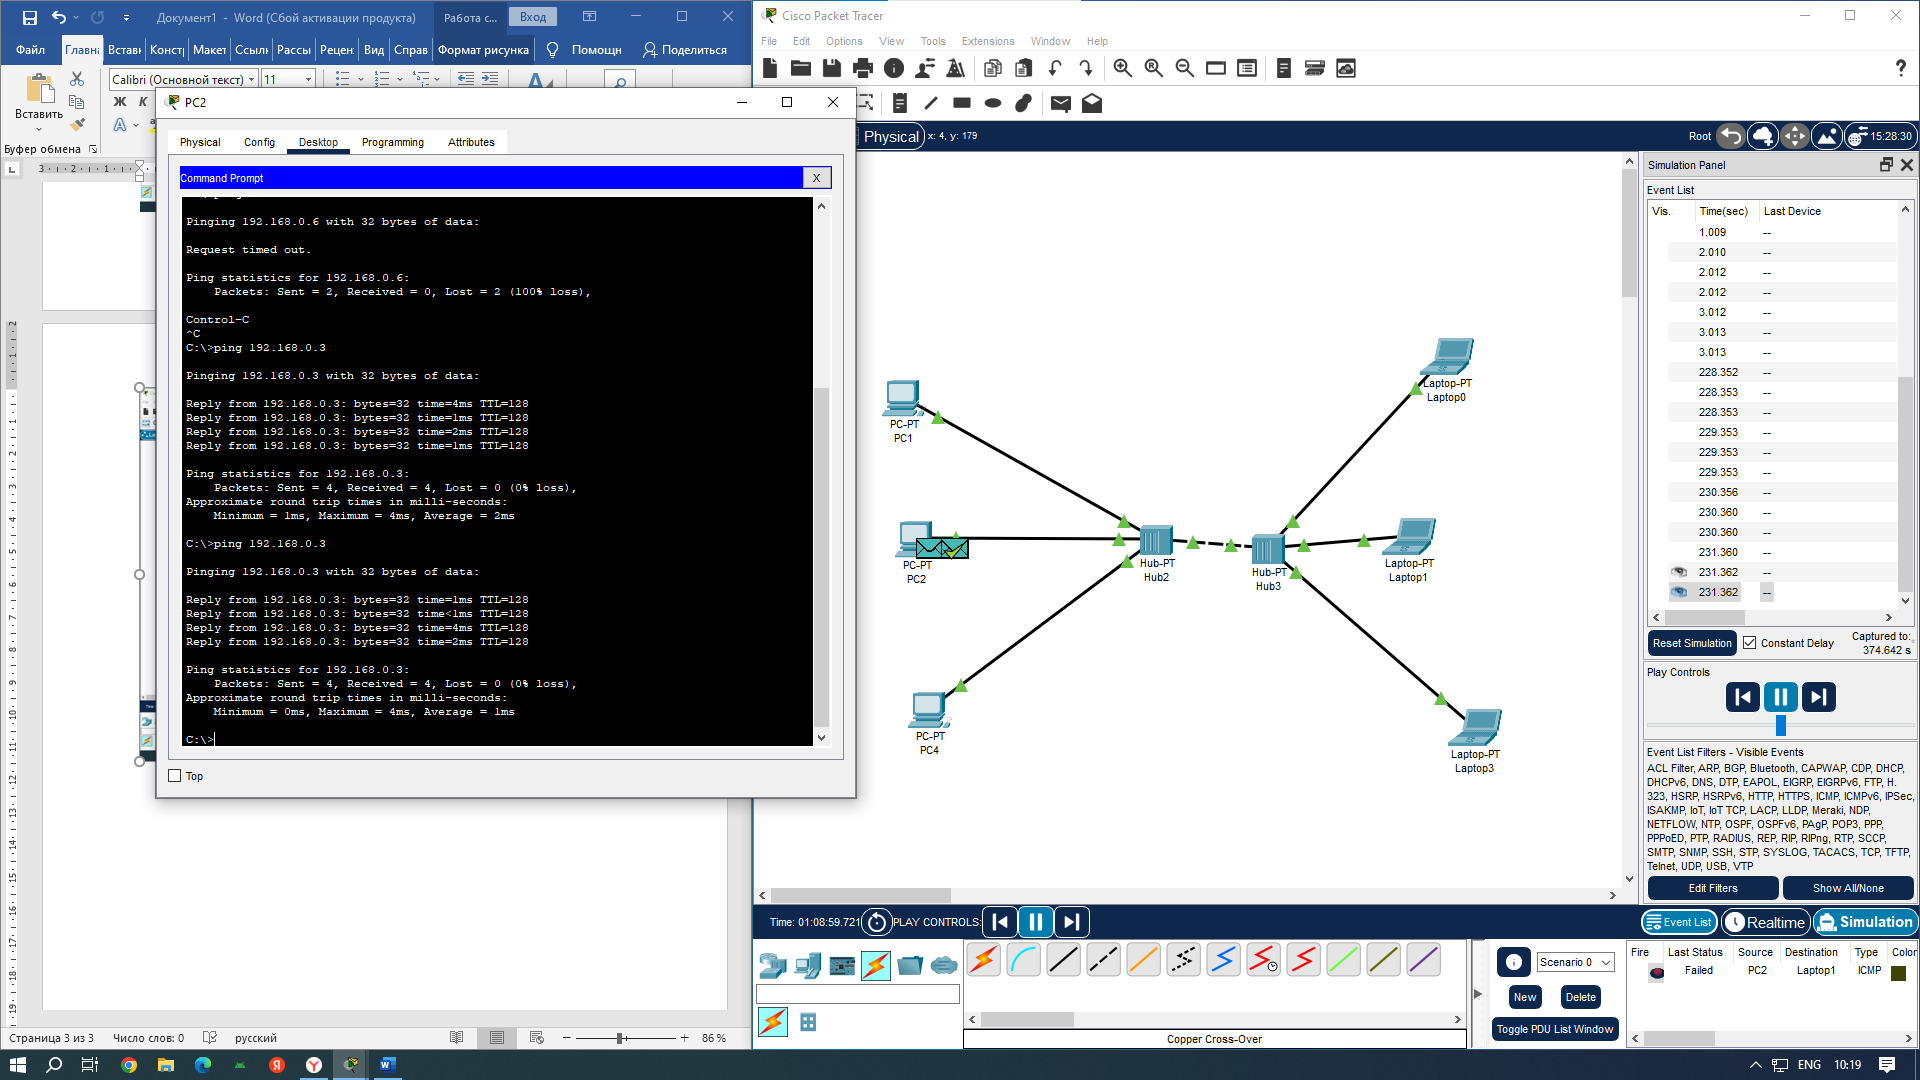 Документ1 - Word (Сбой активации продукта)
Работа с...
Вход
Файл
Главн
Вставі
Констр
Макет
Ссылк
Рассы
Рецен
Вид
Справ
Формат рисунка
Помощн
Поделиться
Вставить
Буфер обмена
Calibri (Основной текст)
11
Ж К
Страница 3 из 3
Число слов: 0
русский
86 %
PC2
Physical
Config
Desktop
Programming
Attributes
Command Prompt
X
Pinging 192.168.0.6 with 32 bytes of data:
Request timed out.
Ping statistics for 192.168.0.6:
Packets: Sent = 2, Received = 0, Lost = 2 (100% loss),
Control-C
^C
C:\>ping 192.168.0.3
Pinging 192.168.0.3 with 32 bytes of data:
Reply from 192.168.0.3: bytes=32 time=4ms TTL=128
Reply from 192.168.0.3: bytes=32 time=1ms TTL=128
Reply from 192.168.0.3: bytes=32 time=2ms TTL=128
Reply from 192.168.0.3: bytes=32 time=1ms TTL=128
Ping statistics for 192.168.0.3:
Packets: Sent = 4, Received = 4, Lost = 0 (0% loss),
Approximate round trip times in milli-seconds:
Minimum = 1ms, Maximum = 4ms, Average = 2ms
C:\>ping 192.168.0.3
Pinging 192.168.0.3 with 32 bytes of data:
Reply from 192.168.0.3: bytes=32 time=1ms TTL=128
Reply from 192.168.0.3: bytes=32 time<1ms TTL=128
Reply from 192.168.0.3: bytes=32 time=4ms TTL=128
Reply from 192.168.0.3: bytes=32 time=2ms TTL=128
Ping statistics for 192.168.0.3:
Packets: Sent = 4, Received = 4, Lost = 0 (0% loss),
Approximate round trip times in milli-seconds:
Minimum = 0ms, Maximum = 4ms, Average = 1ms
C:\>
Top
Cisco Packet Tracer
File
Edit
Options
View
Tools
Extensions
Window
Help
Physical
x: 4, y: 179
Root
15:28:30
PC-PT
PC1
PC-PT
PC2
PC-PT
PC4
Hub-PT
Hub2
Hub-PT
Hub3
Laptop-PT
Laptop0
Laptop-PT
Laptop1
Laptop-PT
Laptop3
Simulation Panel
Event List
Vis. Time(sec) Last Device
1.009 --
2.010 --
2.012 --
2.012 --
3.012 --
3.013 --
3.013 --
228.352 --
228.353 --
228.353 --
229.353 --
229.353 --
229.353 --
230.356 --
230.360 --
230.360 --
231.360 --
231.362 --
231.362 --
Reset Simulation
Constant Delay
Captured to:
374.642 s
Play Controls
Event List Filters - Visible Events
ACL Filter, ARP, BGP, Bluetooth, CAPWAP, CDP, DHCP,
DHCPv6, DNS, DTP, EAPOL, EIGRP, EIGRPv6, FTP, H.
323, HSRP, HSRPv6, HTTP, HTTPS, ICMP, ICMPv6, IPSec,
ISAKMP, IoT, IoT TCP, LACP, LLDP, Meraki, NDP,
NETFLOW, NTP, OSPF, OSPFv6, PAgP, POP3, PPP,
PPPoED, PTP, RADIUS, REP, RIP, RIPng, RTP, SCCP,
SMTP, SNMP, SSH, STP, SYSLOG, TACACS, TCP, TFTP,
Telnet, UDP, USB, VTP
Edit Filters
Show All/None
Time: 01:08:59.721
PLAY CONTROLS:
Event List
Realtime
Simulation
Copper Cross-Over
Scenario 0
New
Delete
Toggle PDU List Window
Fire Last Status Source Destination Type Color
Failed PC2 Laptop1 ICMP
ENG
10:19